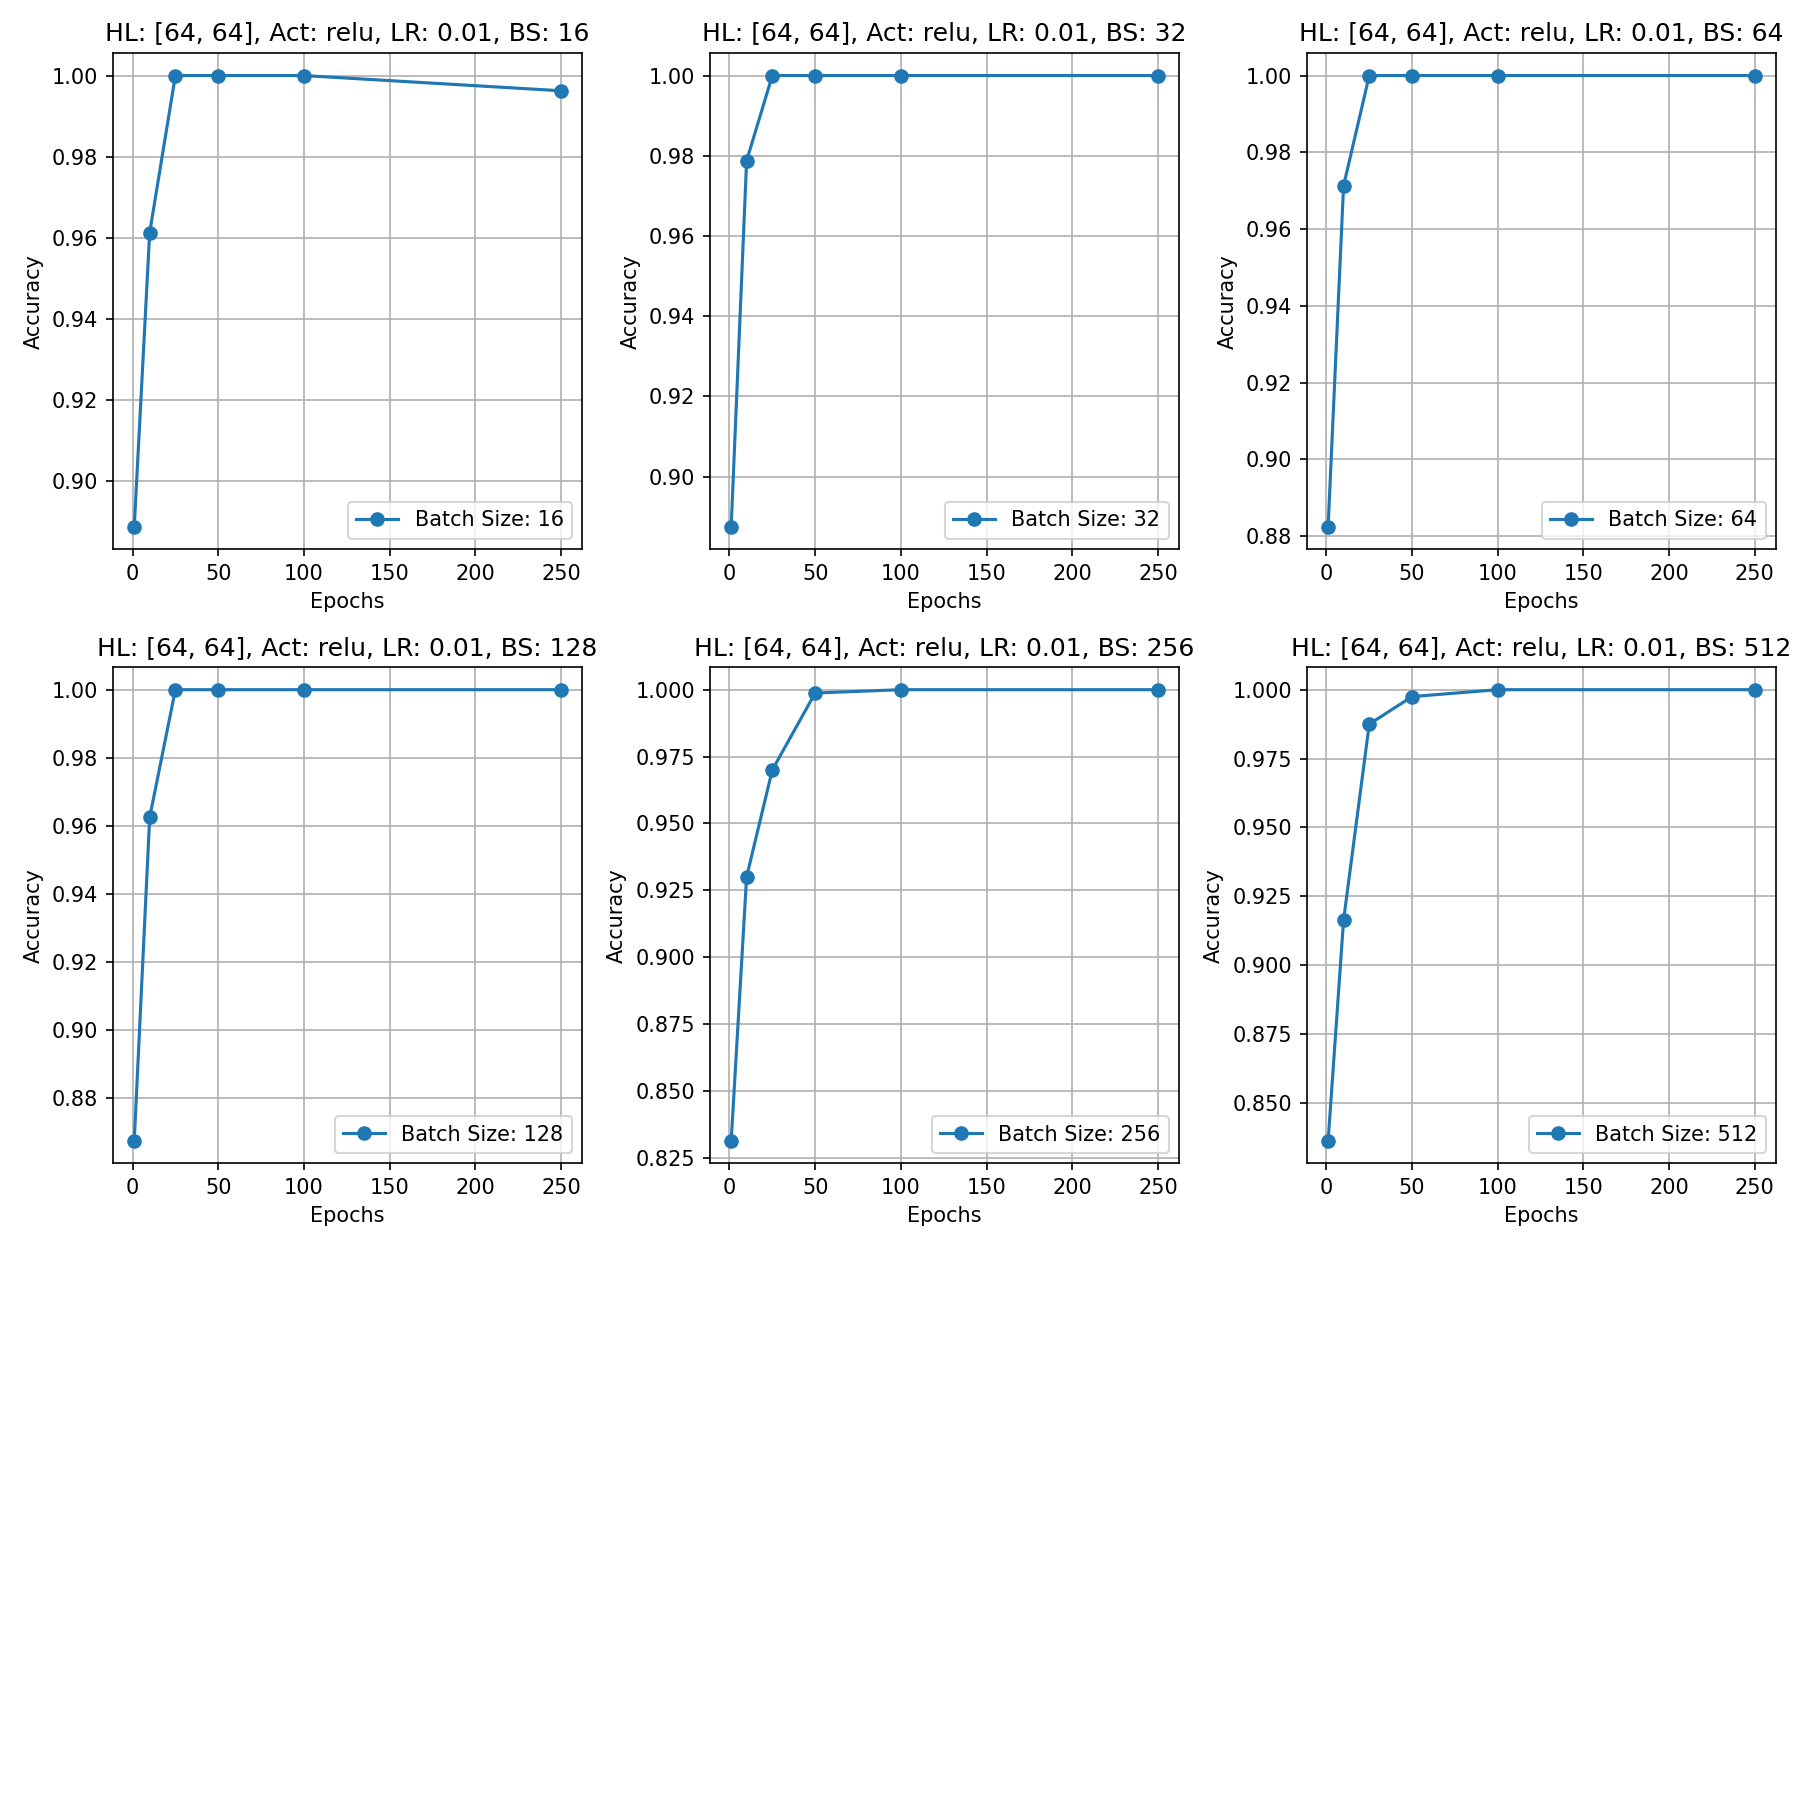 HL: [64, 64], Act: relu, LR: 0.01, BS: 16
1.00
0.98
0.96
0.94
0.92
0.90
Accuracy
Batch Size: 16
0 50 100 150 200 250
Epochs
HL: [64, 64], Act: relu, LR: 0.01, BS: 32
1.00
0.98
0.96
0.94
0.92
0.90
Accuracy
Batch Size: 32
0 50 100 150 200 250
Epochs
HL: [64, 64], Act: relu, LR: 0.01, BS: 64
1.00
0.98
0.96
0.94
0.92
0.90
0.88
Accuracy
Batch Size: 64
0 50 100 150 200 250
Epochs
HL: [64, 64], Act: relu, LR: 0.01, BS: 128
1.00
0.98
0.96
0.94
0.92
0.90
0.88
Accuracy
Batch Size: 128
0 50 100 150 200 250
Epochs
HL: [64, 64], Act: relu, LR: 0.01, BS: 256
1.000
0.975
0.950
0.925
0.900
0.875
0.850
0.825
Accuracy
Batch Size: 256
0 50 100 150 200 250
Epochs
HL: [64, 64], Act: relu, LR: 0.01, BS: 512
1.000
0.975
0.950
0.925
0.900
0.875
0.850
Accuracy
Batch Size: 512
0 50 100 150 200 250
Epochs